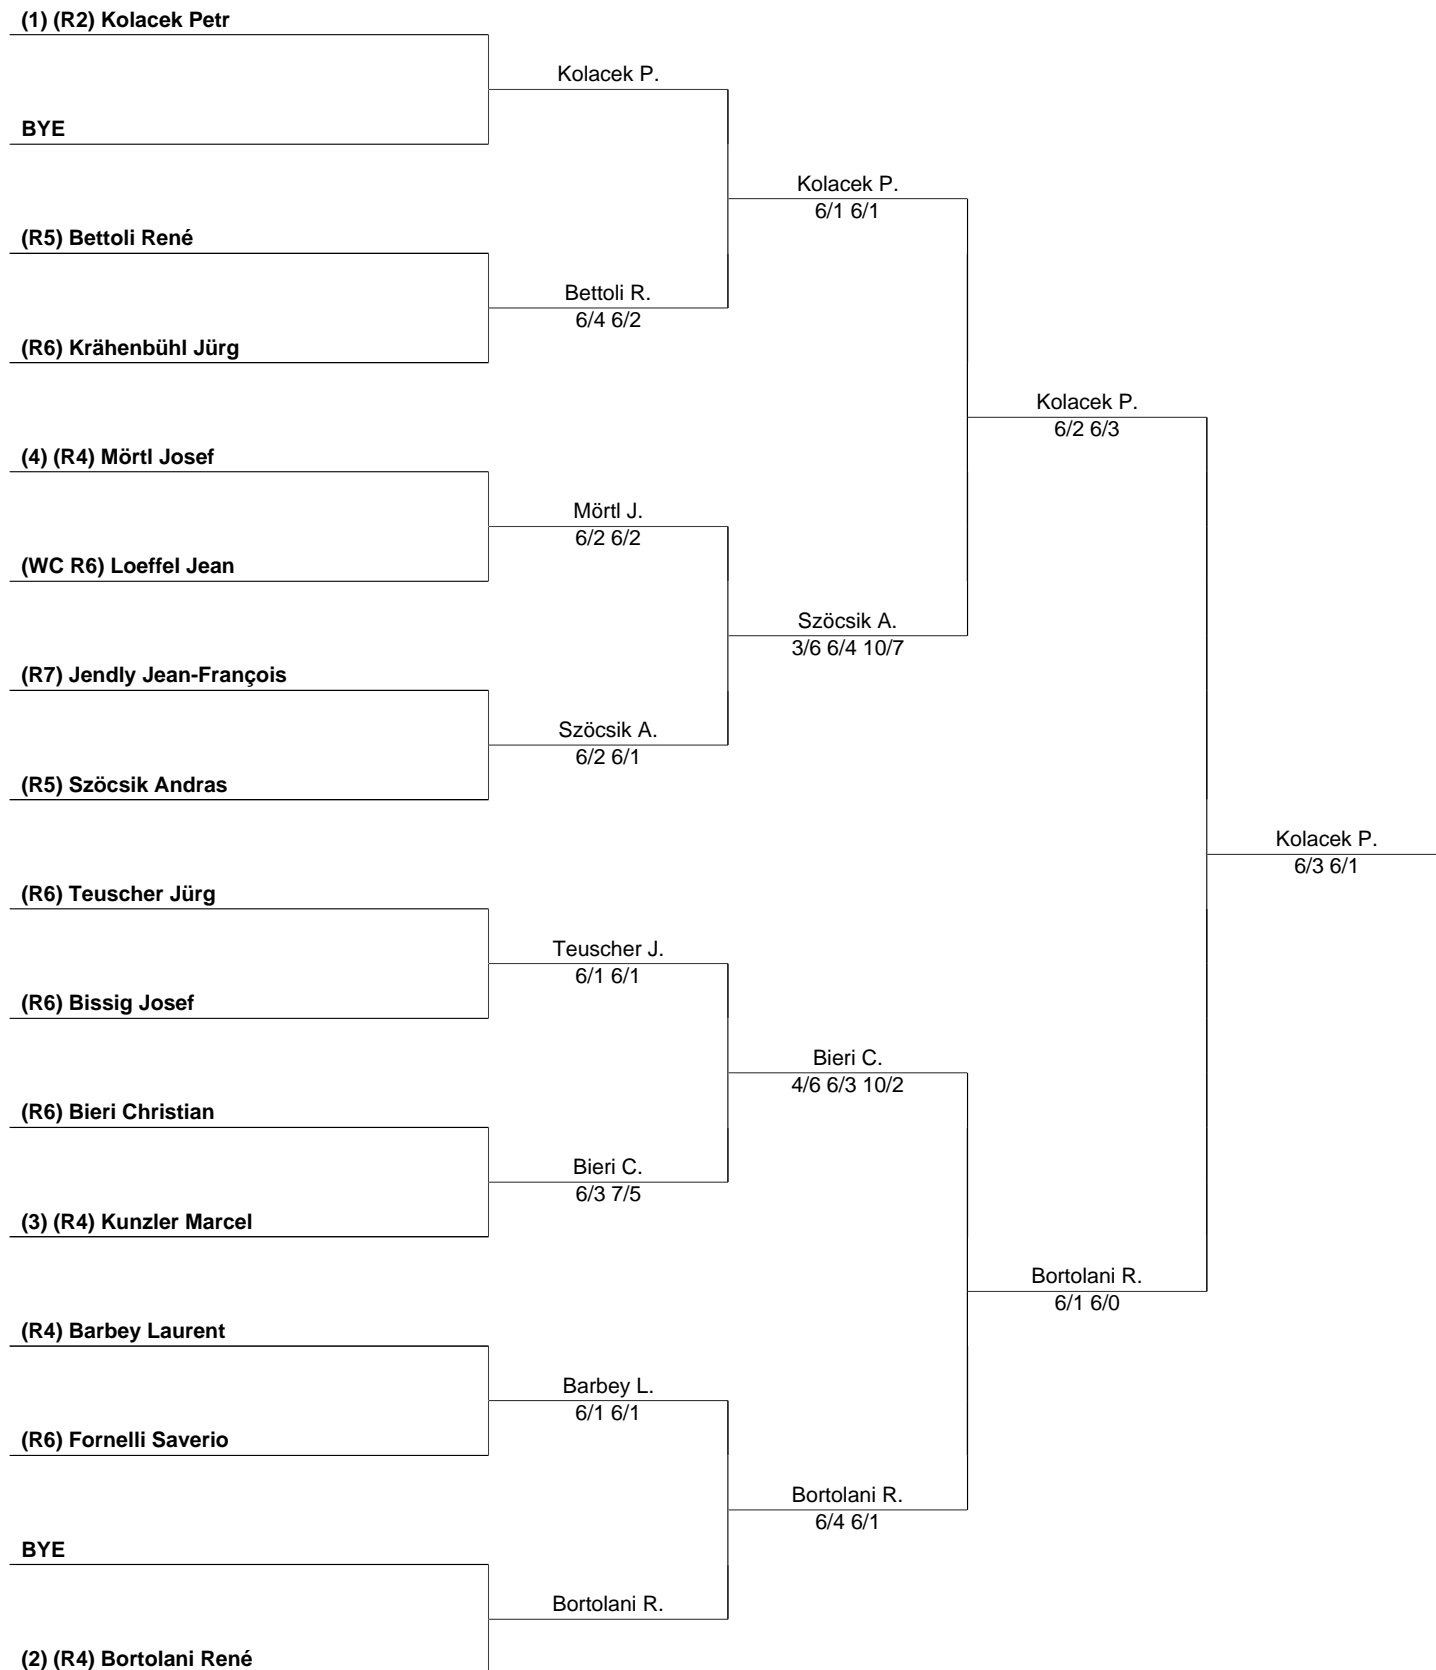 (1) (R2) Kolacek Petr
Kolacek P.
BYE
Kolacek P.
6/1 6/1
(R5) Bettoli René
Bettoli R.
6/4 6/2
(R6) Krähenbühl Jürg
Kolacek P.
6/2 6/3
(4) (R4) Mörtl Josef
Mörtl J.
6/2 6/2
(WC R6) Loeffel Jean
Szöcsik A.
3/6 6/4 10/7
(R7) Jendly Jean-François
Szöcsik A.
6/2 6/1
(R5) Szöcsik Andras
Kolacek P.
6/3 6/1
(R6) Teuscher Jürg
Teuscher J.
6/1 6/1
(R6) Bissig Josef
Bieri C.
4/6 6/3 10/2
(R6) Bieri Christian
Bieri C.
6/3 7/5
(3) (R4) Kunzler Marcel
Bortolani R.
6/1 6/0
(R4) Barbey Laurent
Barbey L.
6/1 6/1
(R6) Fornelli Saverio
Bortolani R.
6/4 6/1
BYE
Bortolani R.
(2) (R4) Bortolani René